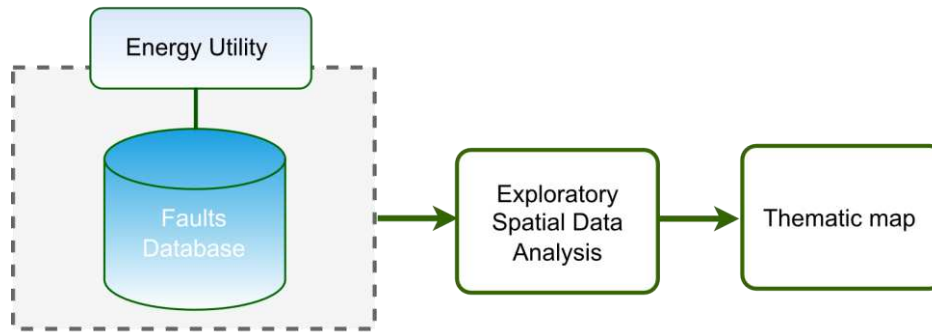 Energy Utility
Faults
Database
Exploratory
Spatial Data
Analysis
Thematic map